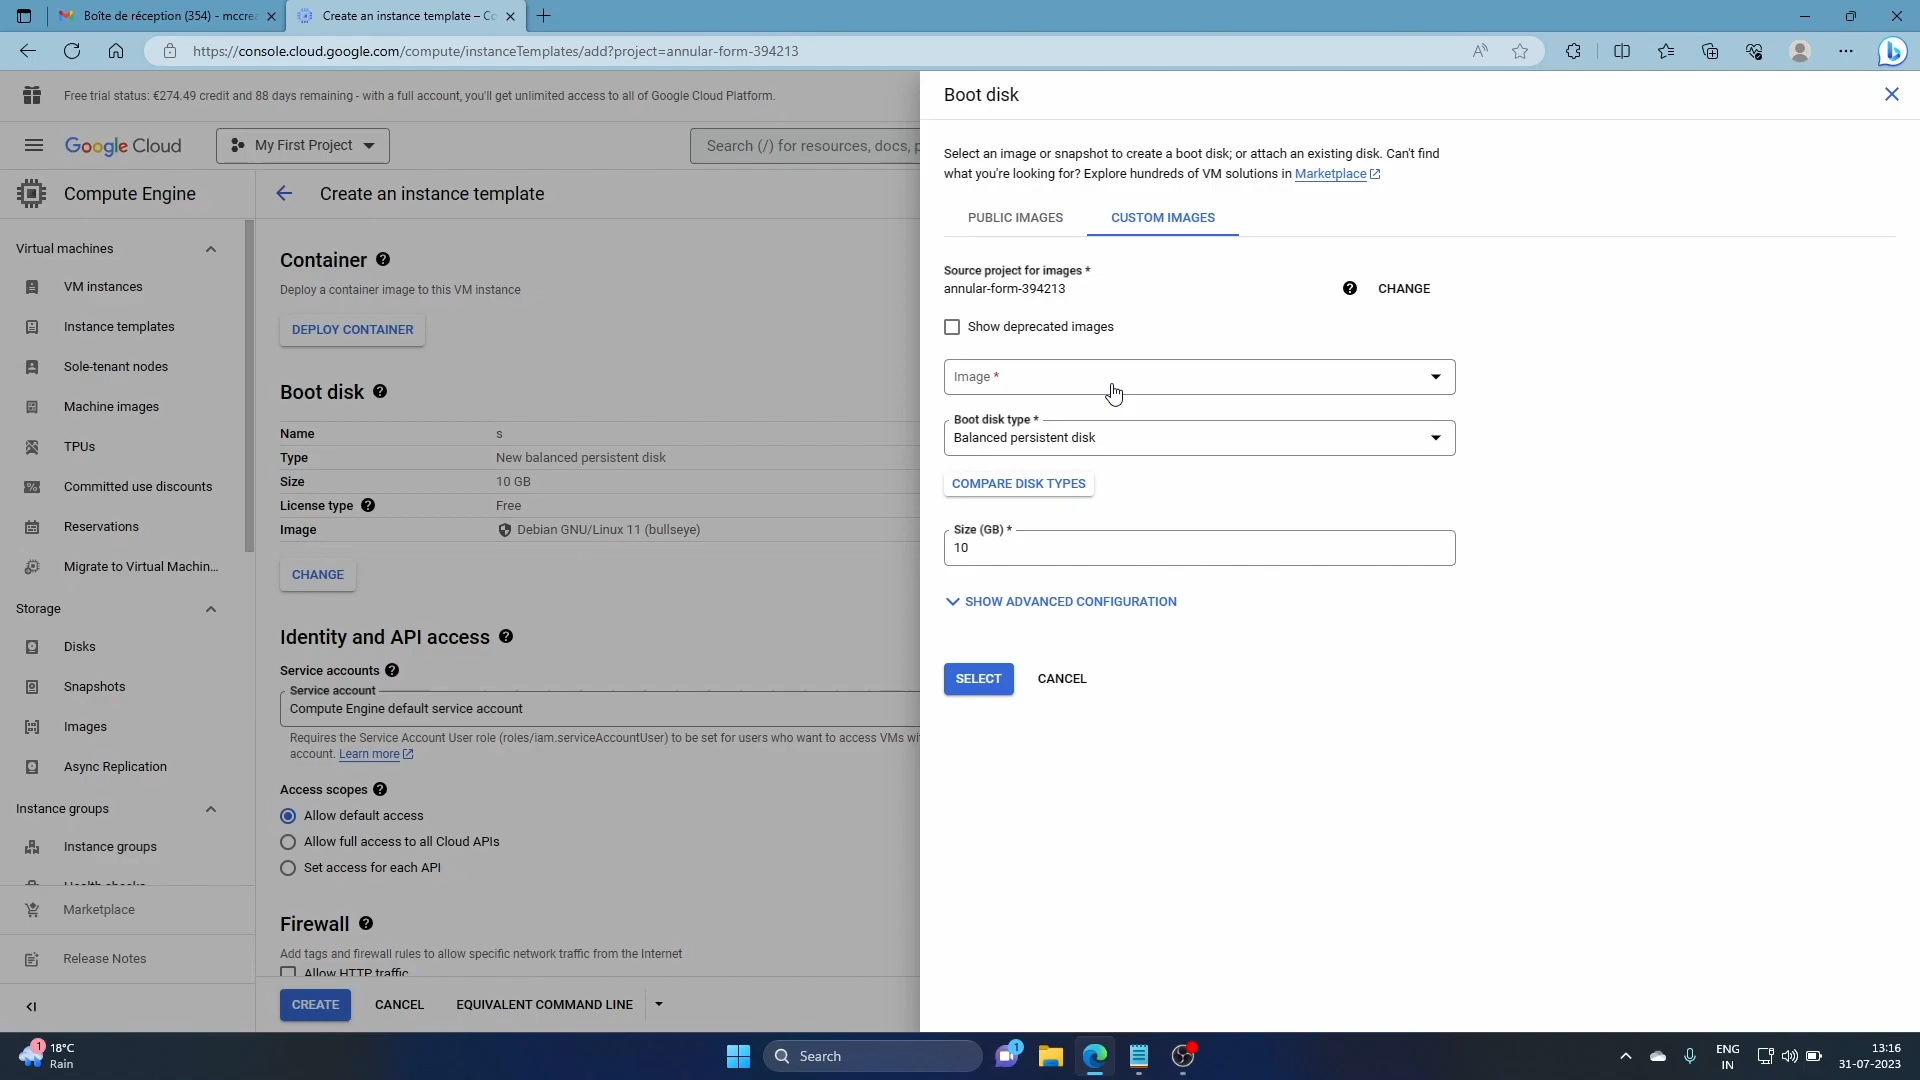 Boîte de réception (354) - mccrea
Create an instance template – Co
https://console.cloud.google.com/compute/instanceTemplates/add?project=annular-form-394213
Free trial status: €274.49 credit and 88 days remaining - with a full account, you'll get unlimited access to all of Google Cloud Platform.
Google Cloud
My First Project
Search (/) for resources, docs, p
Compute Engine
Create an instance template
Virtual machines
VM instances
Instance templates
Sole-tenant nodes
Machine images
TPUs
Committed use discounts
Reservations
Migrate to Virtual Machin...
Storage
Disks
Snapshots
Images
Async Replication
Instance groups
Instance groups
Health checks
Marketplace
Release Notes
Container
Deploy a container image to this VM instance
DEPLOY CONTAINER
Boot disk
Name s
Type New balanced persistent disk
Size 10 GB
License type Free
Image Debian GNU/Linux 11 (bullseye)
CHANGE
Identity and API access
Service accounts
Service account
Compute Engine default service account
Requires the Service Account User role (roles/iam.serviceAccountUser) to be set for users who want to access VMs wi
account. Learn more
Access scopes
Allow default access
Allow full access to all Cloud APIs
Set access for each API
Firewall
Add tags and firewall rules to allow specific network traffic from the Internet
Allow HTTP traffic
CREATE CANCEL EQUIVALENT COMMAND LINE
Boot disk
Select an image or snapshot to create a boot disk; or attach an existing disk. Can't find
what you're looking for? Explore hundreds of VM solutions in Marketplace
PUBLIC IMAGES CUSTOM IMAGES
Source project for images *
annular-form-394213
CHANGE
Show deprecated images
Image *
Boot disk type *
Balanced persistent disk
COMPARE DISK TYPES
Size (GB) *
10
SHOW ADVANCED CONFIGURATION
SELECT CANCEL
1
18°C
Rain
Search
1
ENG
IN
13:16
31-07-2023